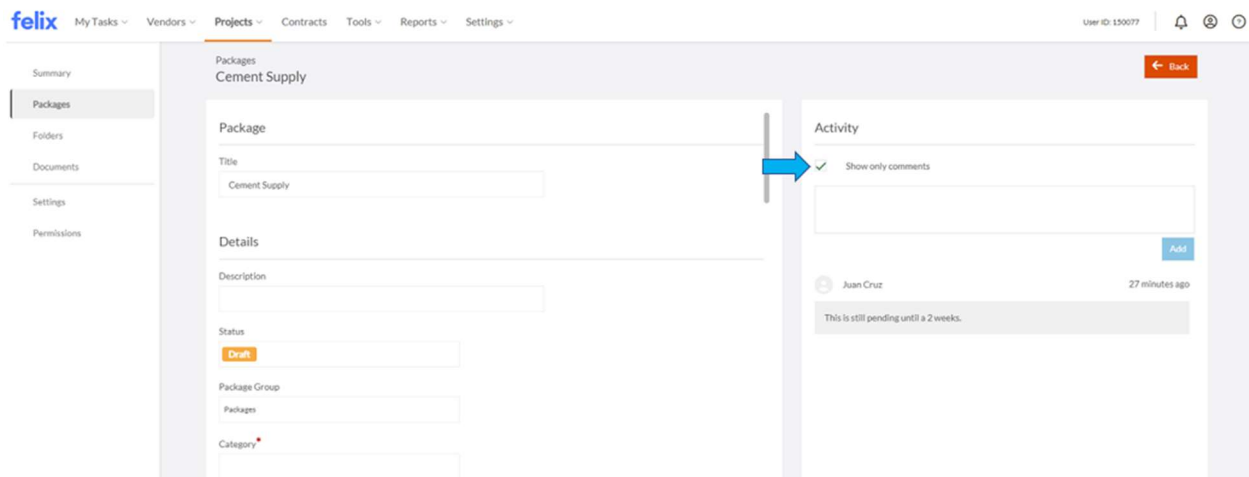 felix My Tasks Vendors Projects Contracts Tools Reports Settings User ID: 150077
Summary
Packages
Folders
Documents
Settings
Permissions
Packages
Cement Supply
Back
Package
Title
Cement Supply
Details
Description
Status
Draft
Package Group
Packages
Category*
Activity
Show only comments
Add
Juan Cruz 27 minutes ago
This is still pending until a 2 weeks.